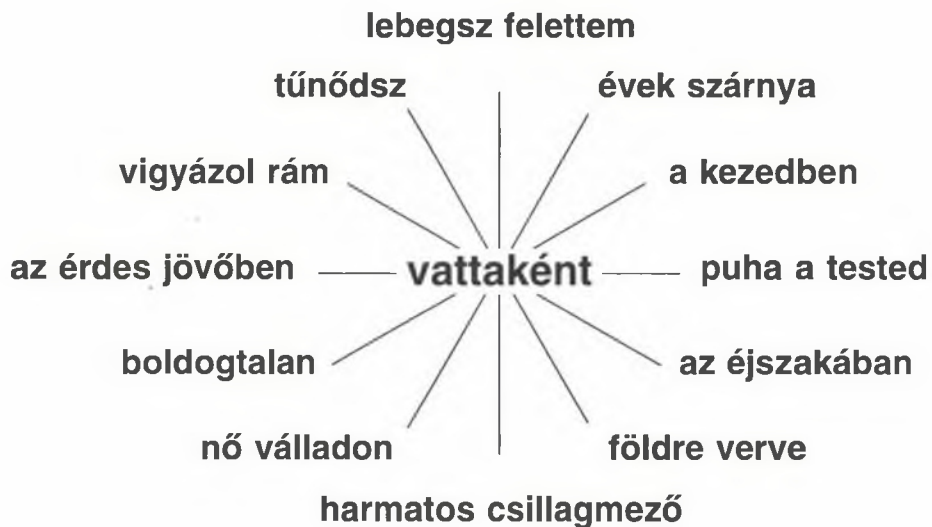 lebegsz felettem
tűnődsz
évek szárnya
vigyázol rám
a kezedben
az érdes jövőben
vattaként
puha a tested
boldogtalan
az éjszakában
nő válladon
földre verve
harmatos csillagmező